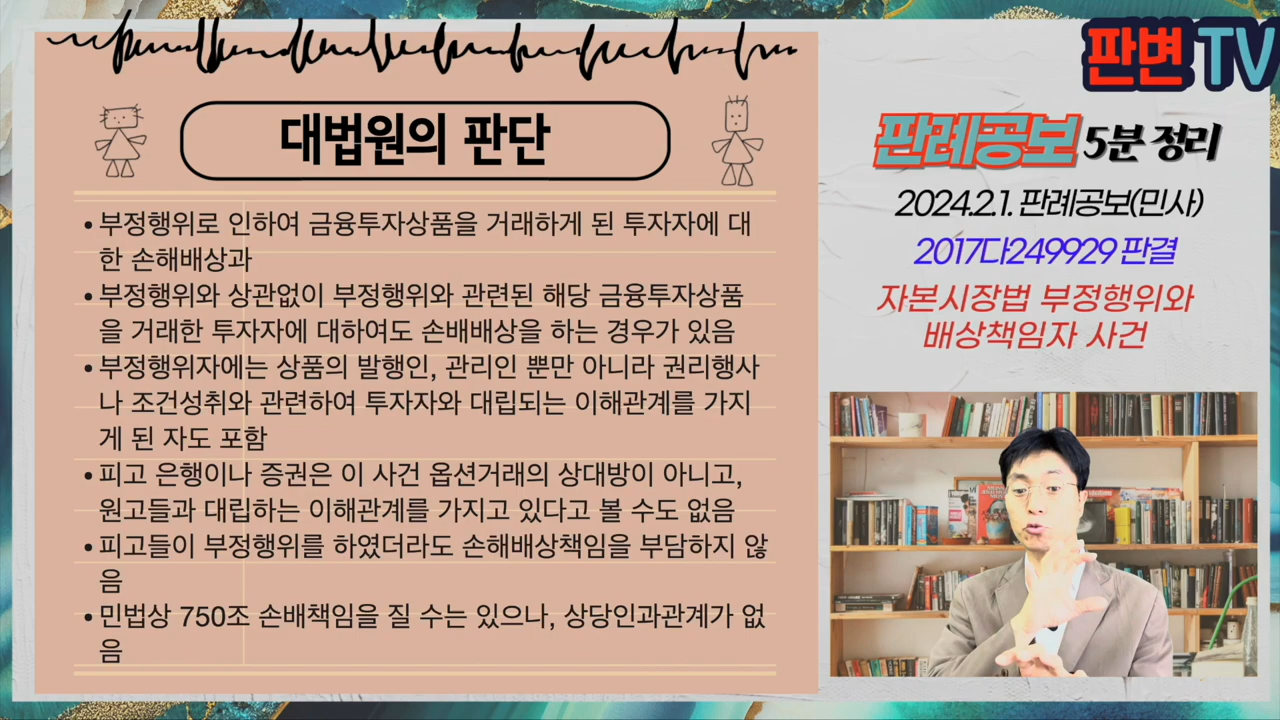 대법원의 판단
• 부정행위로 인하여 금융투자상품을 거래하게 된 투자자에 대
한 손해배상과
• 부정행위와 상관없이 부정행위와 관련된 해당 금융투자상품
을 거래한 투자자에 대하여도 손배배상을 하는 경우가 있음
• 부정행위자에는 상품의 발행인, 관리인 뿐만 아니라 권리행사
나 조건성취와 관련하여 투자자와 대립되는 이해관계를 가지
게 된 자도 포함
• 피고 은행이나 증권은 이 사건 옵션거래의 상대방이 아니고,
원고들과 대립하는 이해관계를 가지고 있다고 볼 수도 없음
• 피고들이 부정행위를 하였더라도 손해배상책임을 부담하지 않
음
• 민법상 750조 손배책임을 질 수는 있으나, 상당인과관계가 없
음
판변 TV
판례공보 5분 정리
2024.2.1. 판례공보(민사)
2017다249929 판결
자본시장법 부정행위와
배상책임자 사건